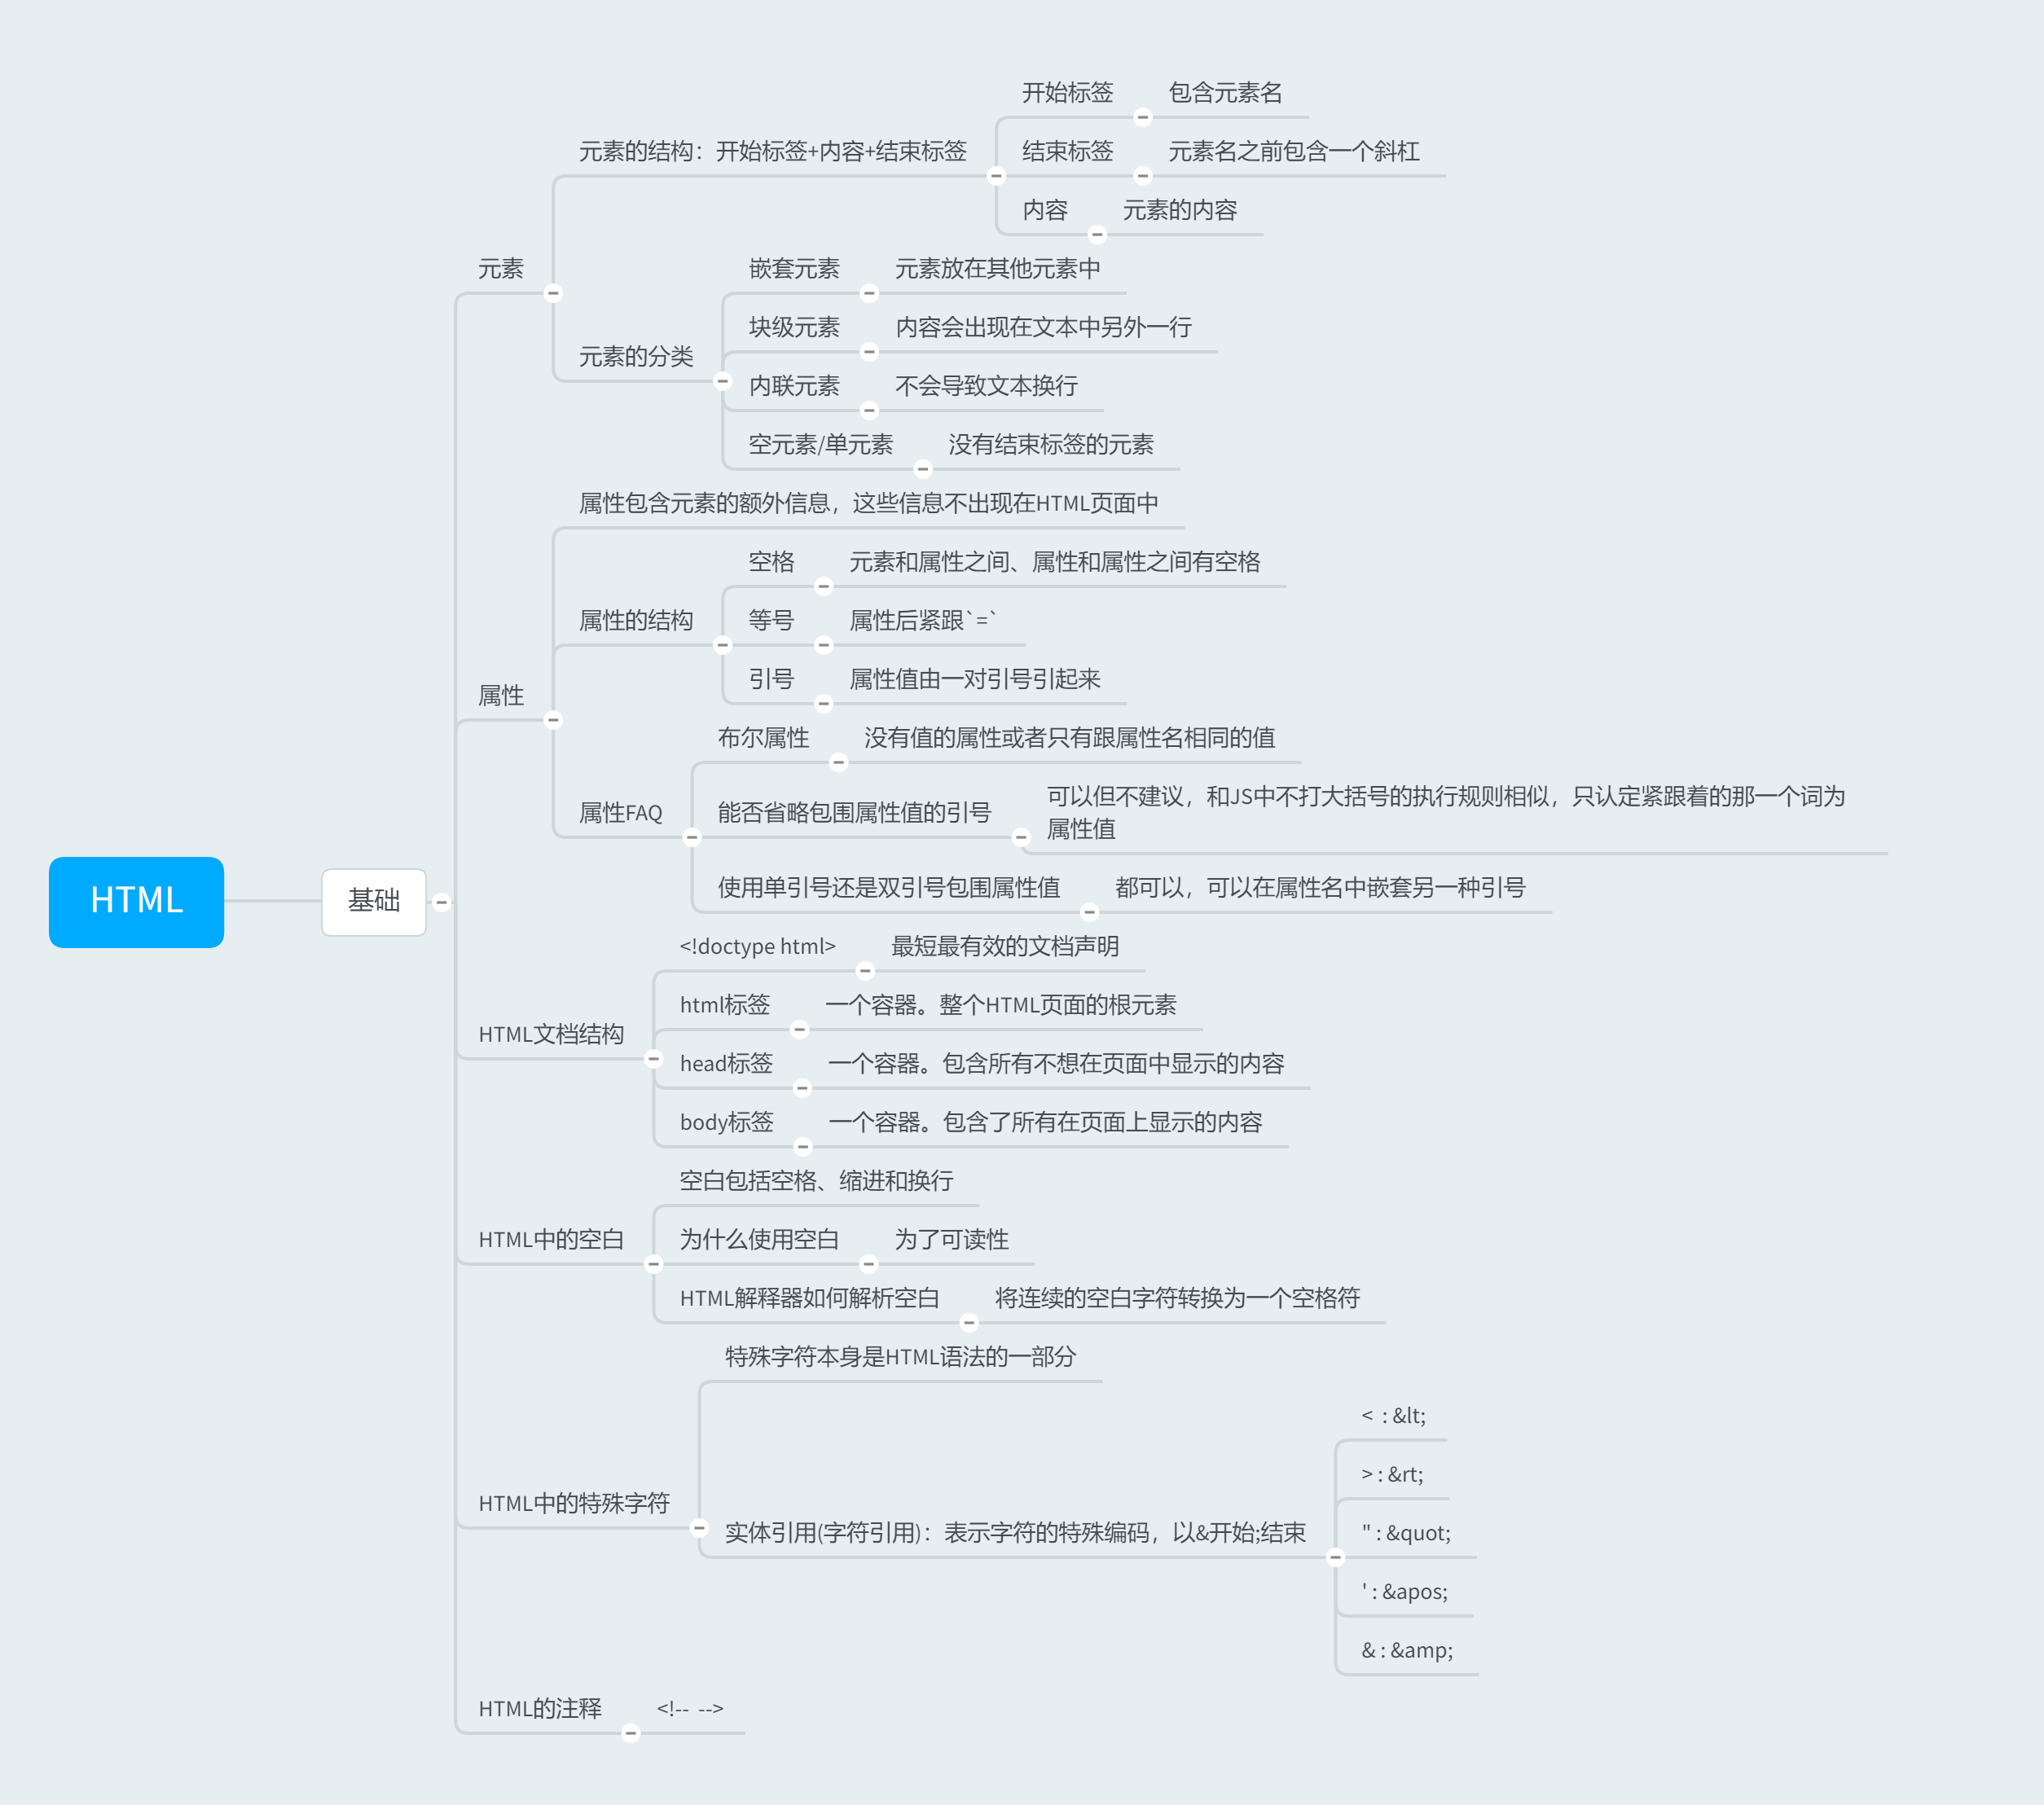 开始标签 包含元素名
元素的结构：开始标签+内容+结束标签 结束标签 元素名之前包含一个斜杠
内容 元素的内容
元素 嵌套元素 元素放在其他元素中
块级元素 内容会出现在文本中另外一行
元素的分类
内联元素 不会导致文本换行
空元素/单元素 没有结束标签的元素
属性包含元素的额外信息，这些信息不出现在HTML页面中
空格 元素和属性之间、属性和属性之间有空格
属性的结构 等号 属性后紧跟`=`
引号 属性值由一对引号引起来
属性
布尔属性 没有值的属性或者只有跟属性名相同的值
可以但不建议，和JS中不打大括号的执行规则相似，只认定紧跟着的那一个词为
属性FAQ 能否省略包围属性值的引号
属性值
使用单引号还是双引号包围属性值 都可以，可以在属性名中嵌套另一种引号
HTML 基础
<!doctype html> 最短最有效的文档声明
html标签 一个容器。整个HTML页面的根元素
HTML文档结构
head标签 一个容器。包含所有不想在页面中显示的内容
body标签 一个容器。包含了所有在页面上显示的内容
空白包括空格、缩进和换行
HTML中的空白 为什么使用空白 为了可读性
HTML解释器如何解析空白 将连续的空白字符转换为一个空格符
特殊字符本身是HTML语法的一部分
< : &lt;
> : &rt;
HTML中的特殊字符
实体引用(字符引用)：表示字符的特殊编码，以&开始;结束 " : &quot;
' : &apos;
& : &amp;
HTML的注释 <!-- -->